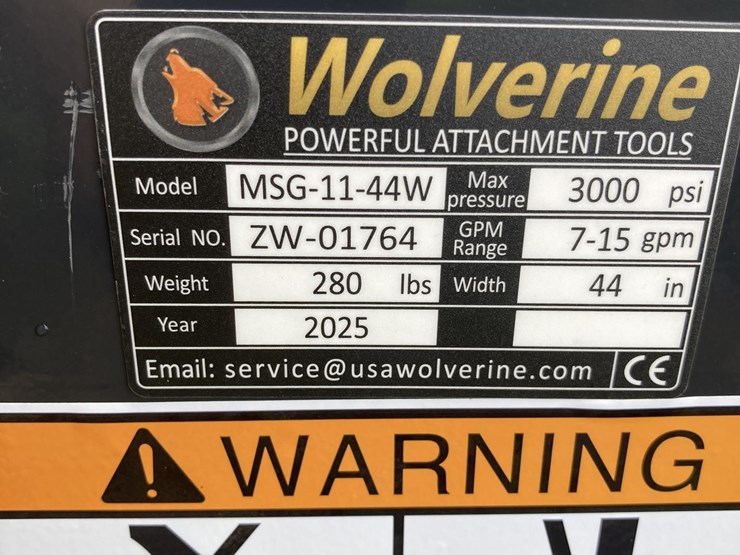 Wolverine
POWERFUL ATTACHMENT TOOLS
Model MSG-11-44W Max pressure 3000 psi
Serial NO. ZW-01764 GPM Range 7-15 gpm
Weight 280 lbs Width 44 in
Year 2025
Email: service@usawolverine.com CE
WARNING